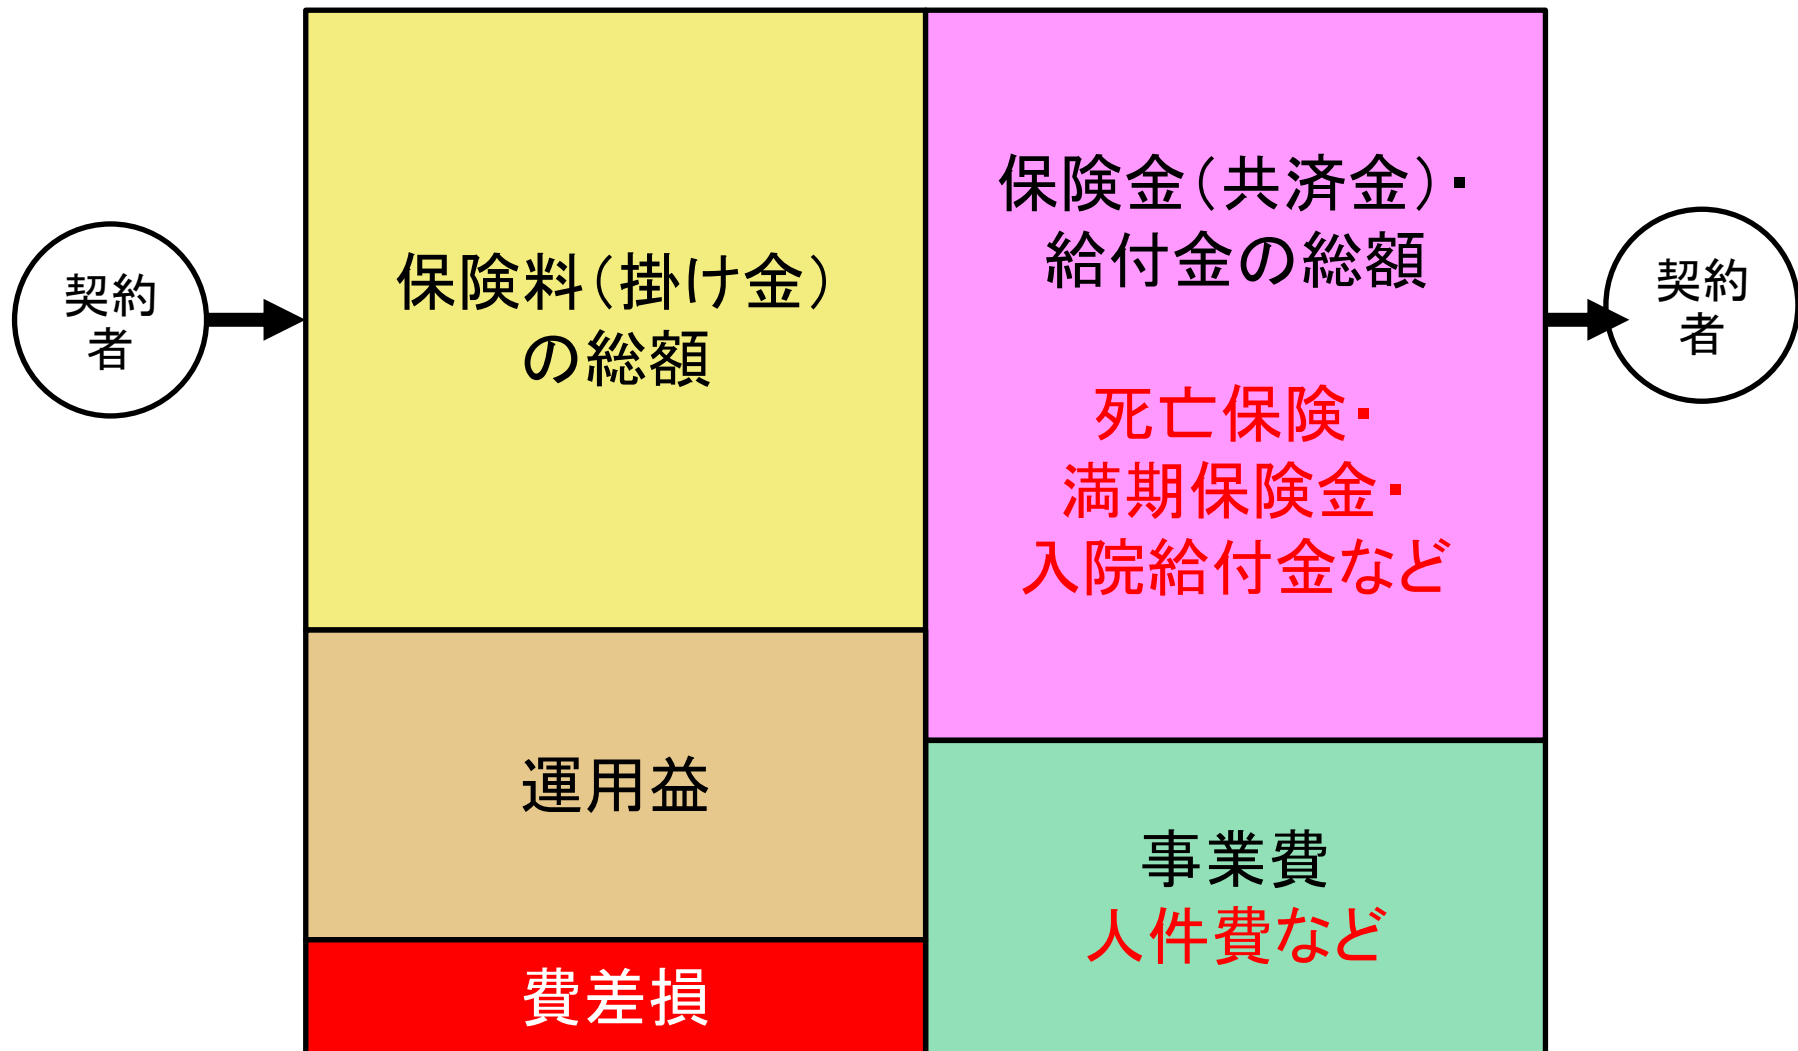 契約
者
保険料（掛け金）
の総額
運用益
費差損
保険金（共済金）・
給付金の総額
死亡保険・
満期保険金・
入院給付金など
事業費
人件費など
契約
者